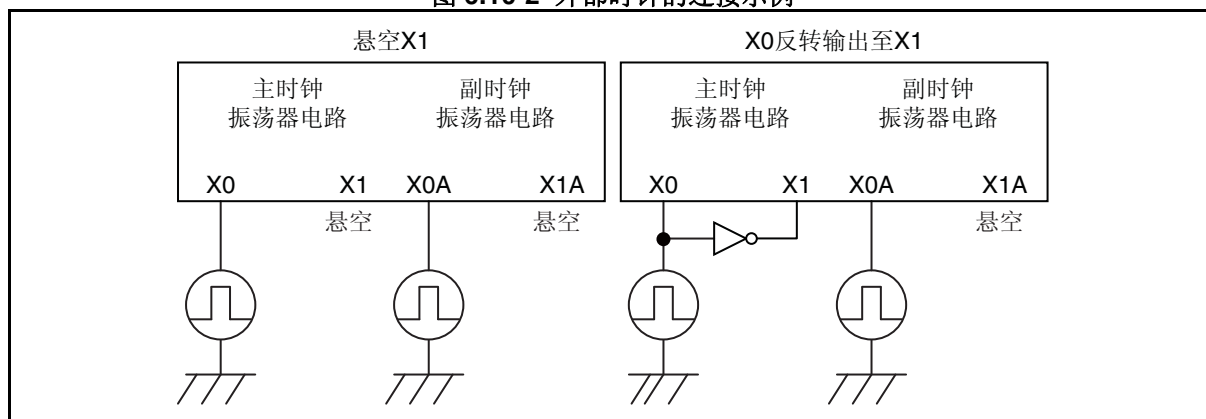 悬空X1
主时钟
振荡器电路
副时钟
振荡器电路
X0
X1
X0A
X1A
悬空
悬空
X0反转输出至X1
主时钟
振荡器电路
副时钟
振荡器电路
X0
X1
X0A
X1A
悬空